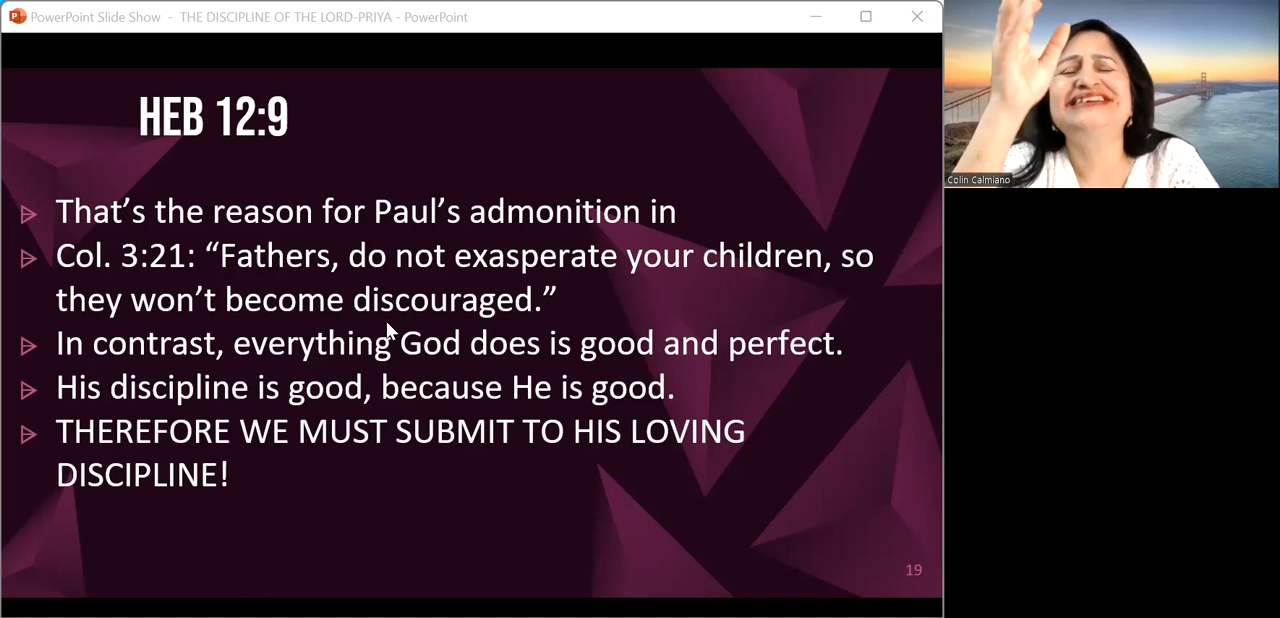 PowerPoint Slide Show - THE DISCIPLINE OF THE LORD-PRIYA - PowerPoint
HEB 12:9
That's the reason for Paul's admonition in
Col. 3:21: “Fathers, do not exasperate your children, so
they won't become discouraged.”
In contrast, everything God does is good and perfect.
His discipline is good, because He is good.
THEREFORE WE MUST SUBMIT TO HIS LOVING
DISCIPLINE!
19
Colin Calmiano